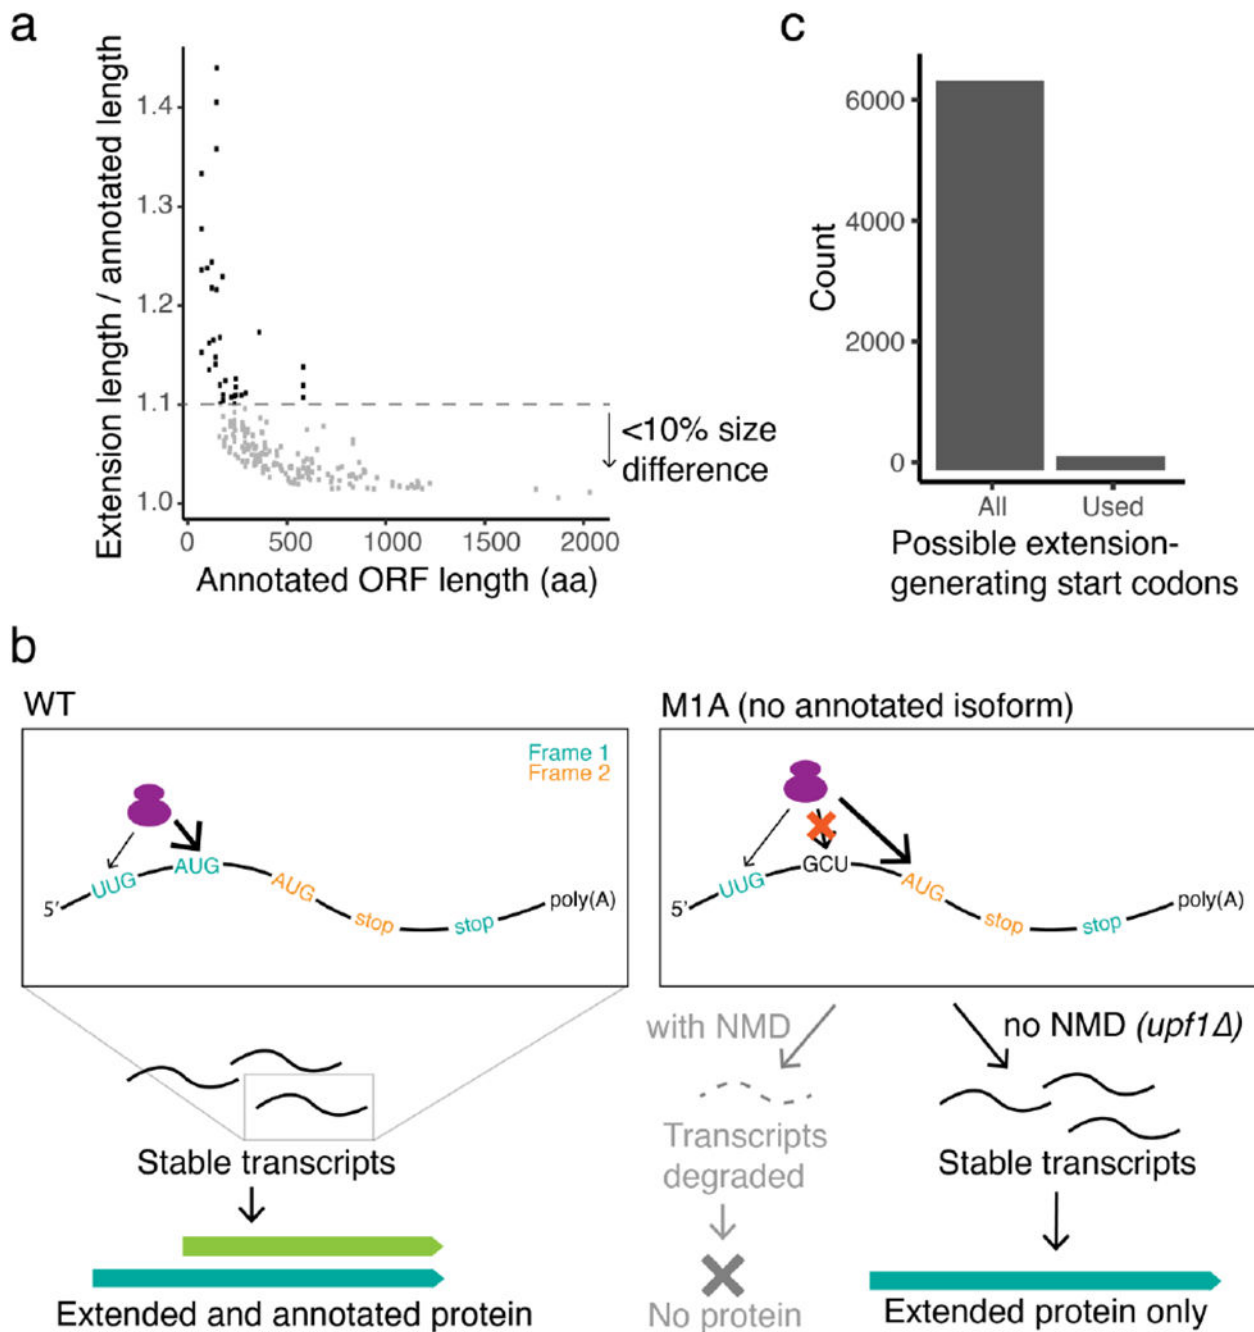 a
Extension length / annotated length
1.4
1.3
1.2
1.1
1.0
<10% size
difference
0
500
1000
1500
2000
Annotated ORF length (aa)
c
Count
6000
4000
2000
0
All
Used
Possible extension-
generating start codons
b
WT
Frame 1
Frame 2
5′
UUG
AUG
AUG
stop
stop
poly(A)
Stable transcripts
Extended and annotated protein
M1A (no annotated isoform)
5′
UUG
GCU
AUG
stop
stop
poly(A)
with NMD
no NMD (upf1Δ)
Transcripts
degraded
No protein
Stable transcripts
Extended protein only